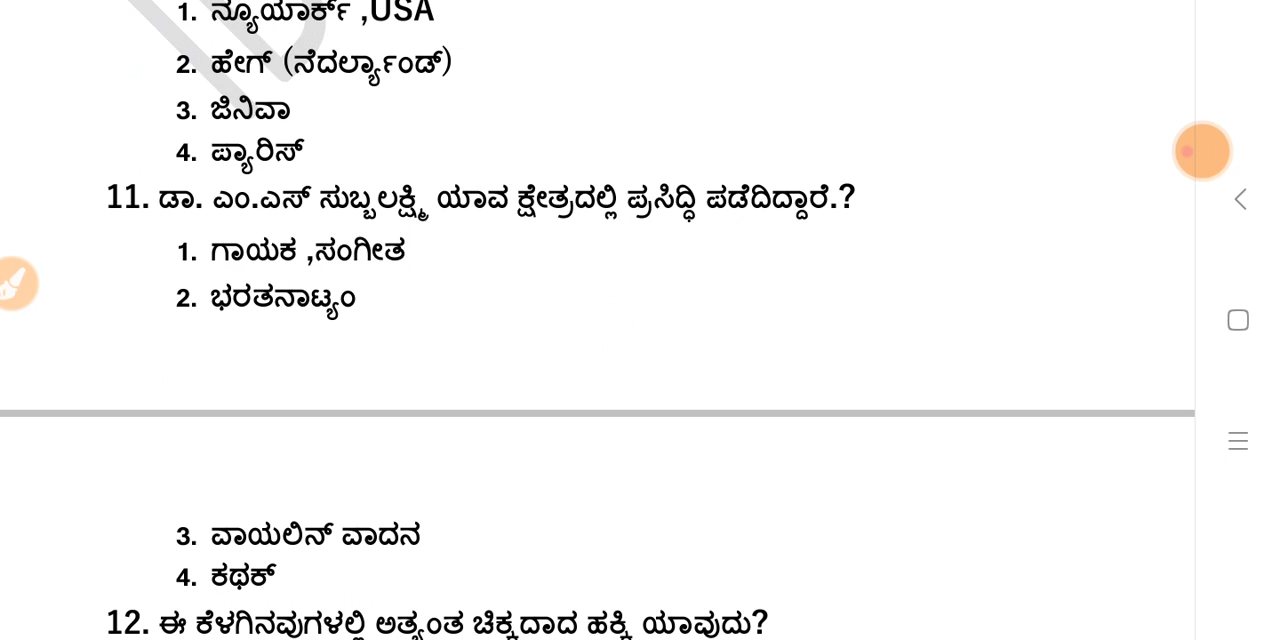 1. ನ್ಯೂಯಾರ್ಕ್ ,USA
2. ಹೇಗ್ (ನೆದರ್ಲ್ಯಾಂಡ್)
3. ಜಿನಿವಾ
4. ಪ್ಯಾರಿಸ್
11. ಡಾ. ಎಂ.ಎಸ್ ಸುಬ್ಬಲಕ್ಷ್ಮಿ ಯಾವ ಕ್ಷೇತ್ರದಲ್ಲಿ ಪ್ರಸಿದ್ಧಿ ಪಡೆದಿದ್ದಾರೆ.?
1. ಗಾಯಕ ,ಸಂಗೀತ
2. ಭರತನಾಟ್ಯಂ
3. ವಾಯಲಿನ್ ವಾದನ
4. ಕಥಕ್
12. ಈ ಕೆಳಗಿನವುಗಳಲ್ಲಿ ಅತ್ಯಂತ ಚಿಕ್ಕದಾದ ಹಕ್ಕಿ ಯಾವುದು?